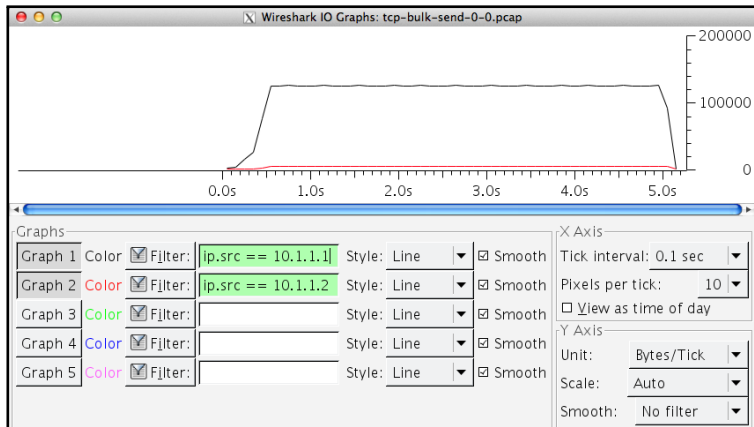 X Wireshark IO Graphs: tcp-bulk-send-0-0.pcap
200000
100000
0
0.0s 1.0s 2.0s 3.0s 4.0s 5.0s
Graphs
Graph 1 Color Filter: ip.src == 10.1.1.1 Style: Line Smooth
Graph 2 Color Filter: ip.src == 10.1.1.2 Style: Line Smooth
Graph 3 Color Filter: Style: Line Smooth
Graph 4 Color Filter: Style: Line Smooth
Graph 5 Color Filter: Style: Line Smooth
X Axis
Tick interval: 0.1 sec
Pixels per tick: 10
View as time of day
Y Axis
Unit: Bytes/Tick
Scale: Auto
Smooth: No filter